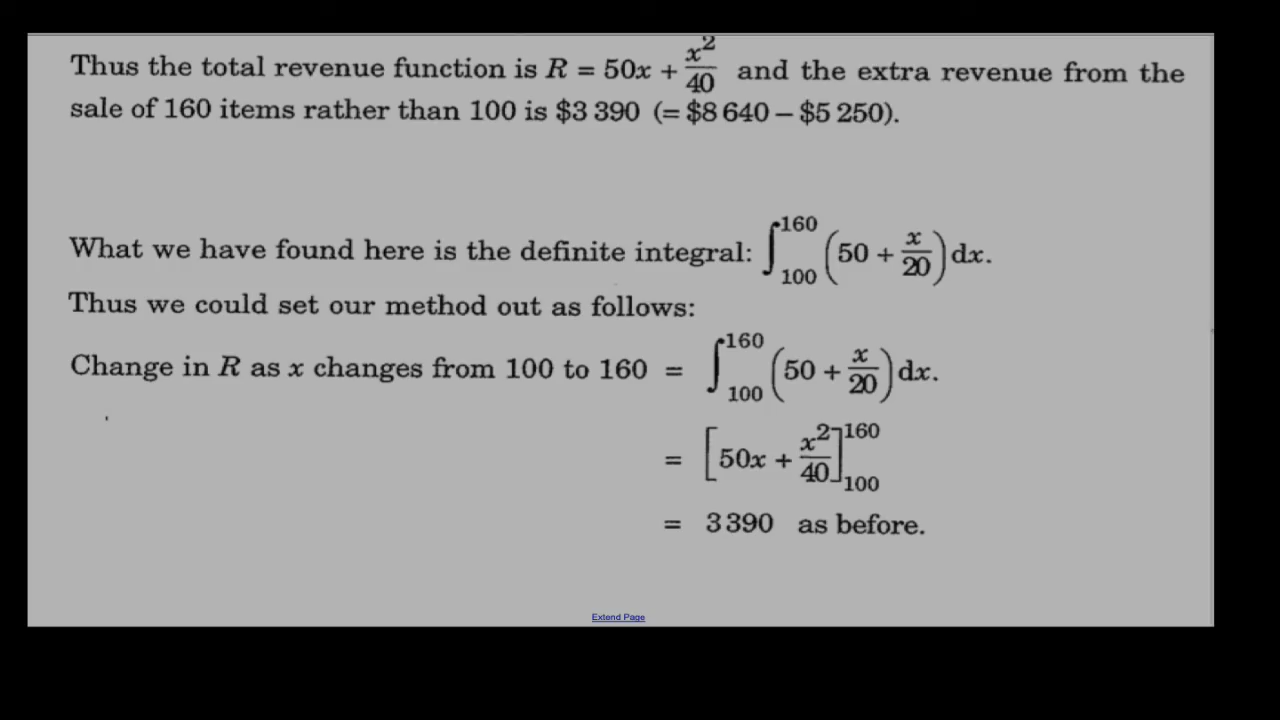 Thus the total revenue function is R = 50x + x²/40 and the extra revenue from the
sale of 160 items rather than 100 is $3 390 (= $8 640 – $5 250).
What we have found here is the definite integral: ∫₁₀₀¹⁶⁰ (50 + x/20) dx.
Thus we could set our method out as follows:
Change in R as x changes from 100 to 160 = ∫₁₀₀¹⁶⁰ (50 + x/20) dx.
= [50x + x²/40]₁₀₀¹⁶⁰
= 3 390 as before.
Extend Page